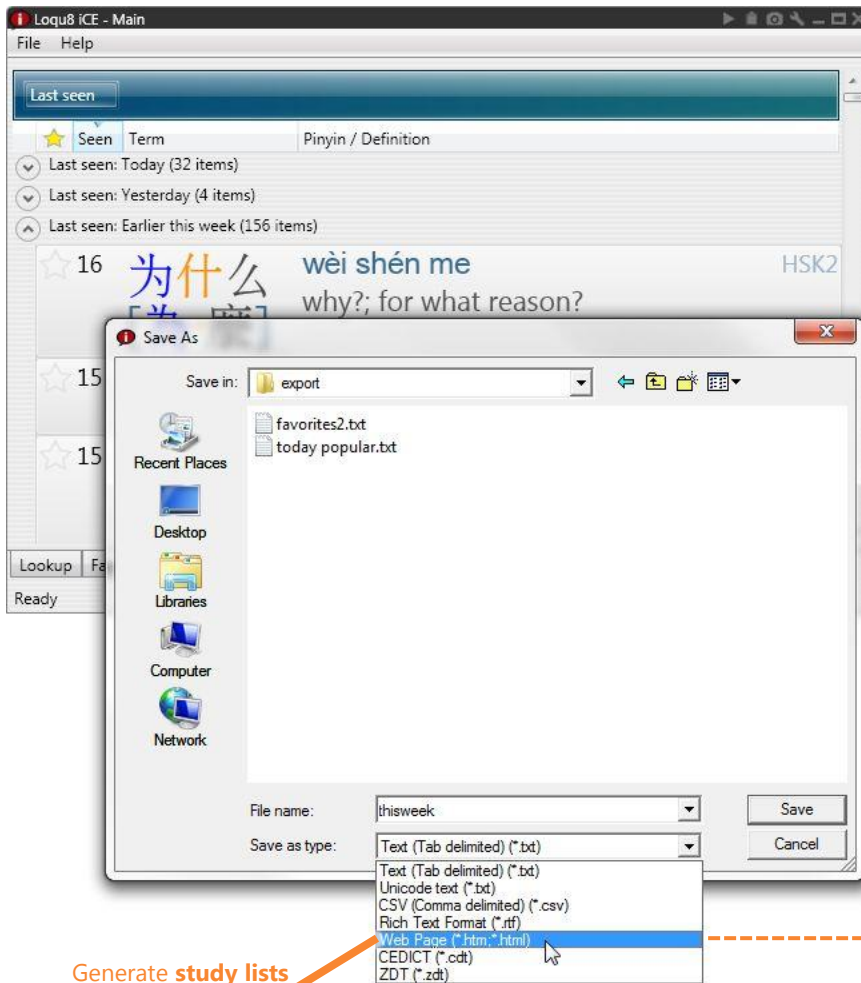 Loqu8 iCE - Main
File Help
Last seen
Seen Term Pinyin / Definition
Last seen: Today (32 items)
Last seen: Yesterday (4 items)
Last seen: Earlier this week (156 items)
16 为什么 wèi shén me HSK2
why?; for what reason?
Save As
15
Save in: export
favorites2.txt
today popular.txt
15
Recent Places
Desktop
Libraries
Computer
Network
Lookup Fa
Ready
File name: thisweek Save
Save as type: Text (Tab delimited) (*.txt) Cancel
Text (Tab delimited) (*.txt)
Unicode text (*.txt)
CSV (Comma delimited) (*.csv)
Rich Text Format (*.rtf)
Web Page (*.htm;*.html)
CEDICT (*.cdt)
ZDT (*.zdt)
Generate study lists